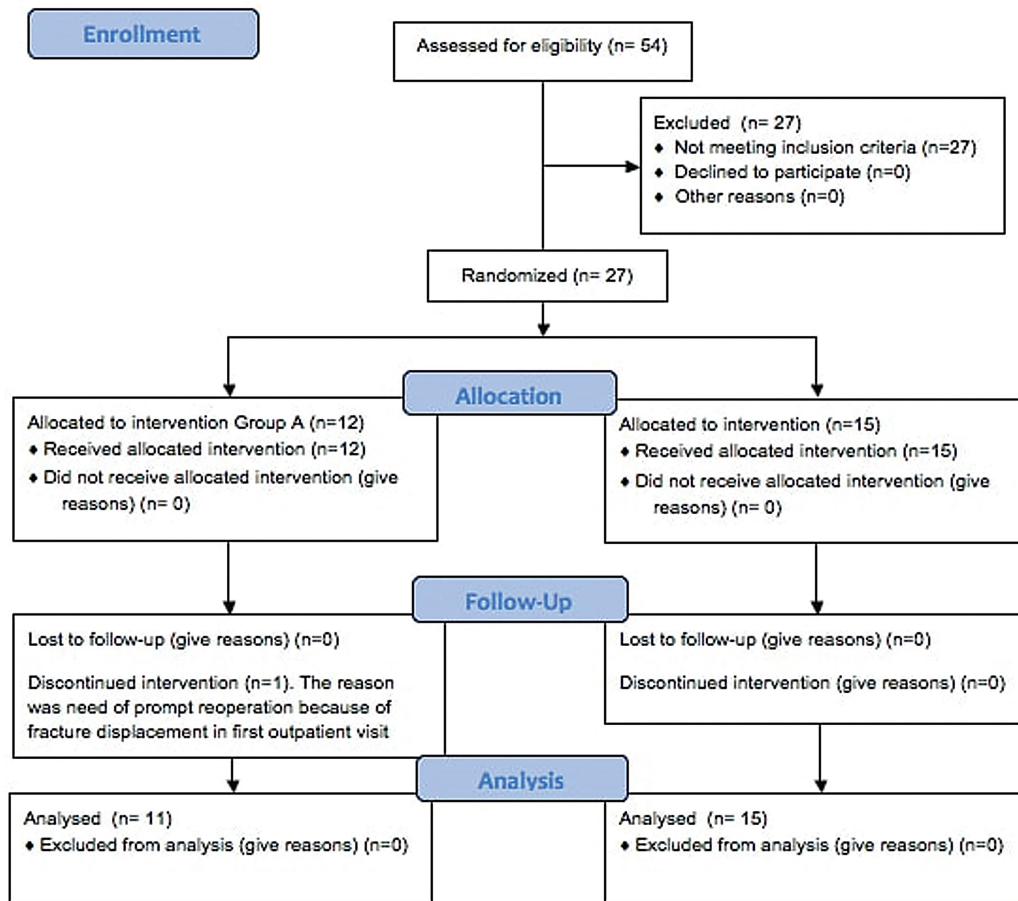 Enrollment
Assessed for eligibility (n= 54)
Excluded (n= 27)
♦ Not meeting inclusion criteria (n=27)
♦ Declined to participate (n=0)
♦ Other reasons (n=0)
Randomized (n= 27)
Allocation
Allocated to intervention Group A (n=12)
♦ Received allocated intervention (n=12)
♦ Did not receive allocated intervention (give
reasons) (n= 0)
Allocated to intervention (n=15)
♦ Received allocated intervention (n=15)
♦ Did not receive allocated intervention (give
reasons) (n= 0)
Follow-Up
Lost to follow-up (give reasons) (n=0)
Discontinued intervention (n=1). The reason
was need of prompt reoperation because of
fracture displacement in first outpatient visit
Lost to follow-up (give reasons) (n=0)
Discontinued intervention (give reasons) (n=0)
Analysis
Analysed (n= 11)
♦ Excluded from analysis (give reasons) (n=0)
Analysed (n= 15)
♦ Excluded from analysis (give reasons) (n=0)